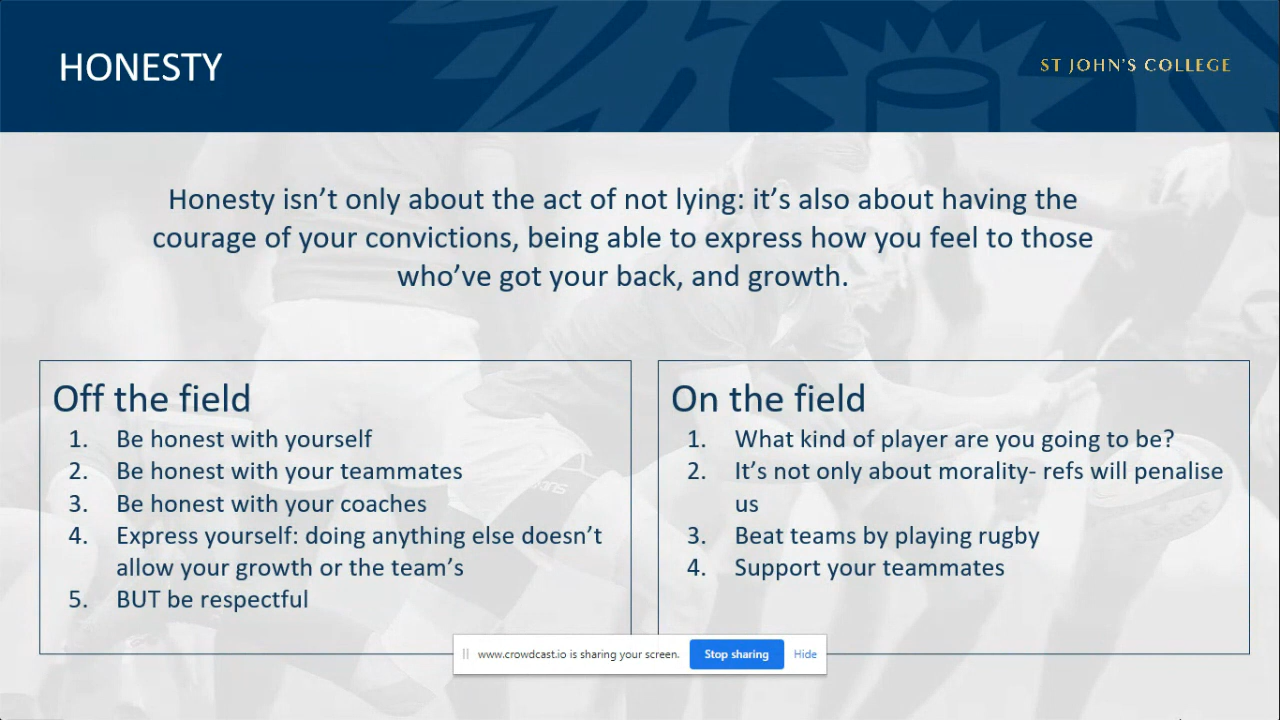 HONESTY
ST JOHN'S COLLEGE
Honesty isn’t only about the act of not lying: it’s also about having the
courage of your convictions, being able to express how you feel to those
who’ve got your back, and growth.
Off the field
1. Be honest with yourself
2. Be honest with your teammates
3. Be honest with your coaches
4. Express yourself: doing anything else doesn’t
allow your growth or the team’s
5. BUT be respectful
On the field
1. What kind of player are you going to be?
2. It’s not only about morality- refs will penalise
us
3. Beat teams by playing rugby
4. Support your teammates
www.crowdcast.io is sharing your screen. Stop sharing Hide